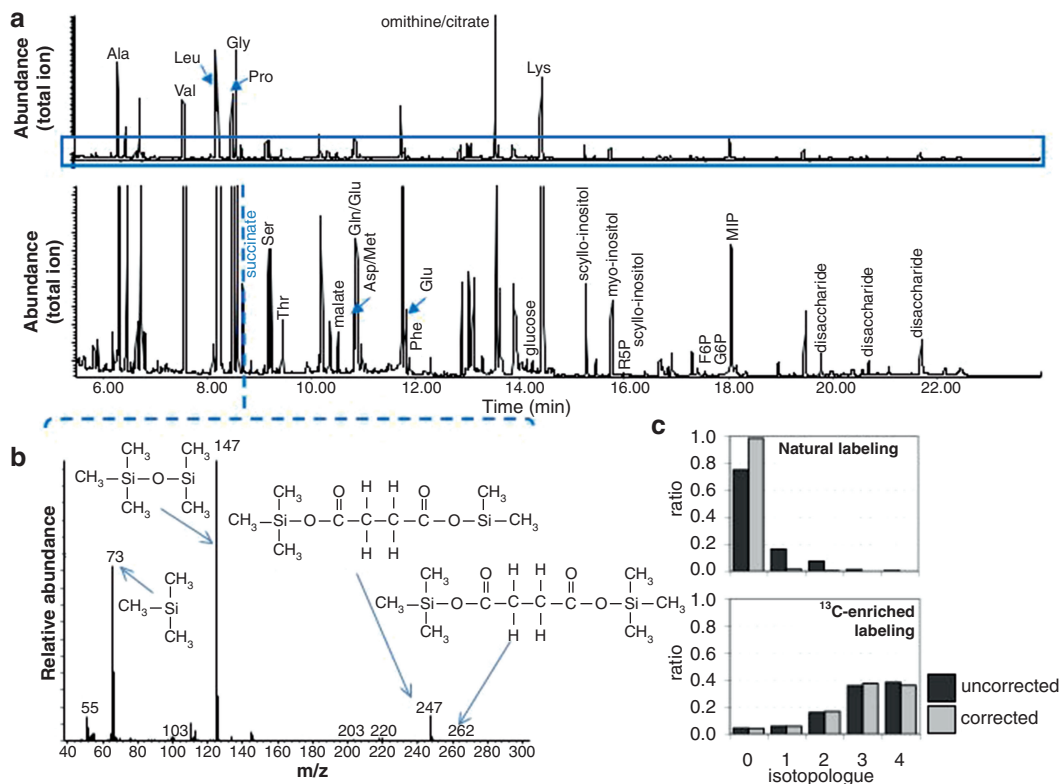 a
Abundance
(total ion)
Ala
Val
Leu
Gly
Pro
omithine/citrate
Lys
Abundance
(total ion)
succinate
Ser
Thr
malate
Gln/Glu
Asp/Met
Glu
Phe
glucose
scyllo-inositol
myo-inositol
R5P
scyllo-inositol
F6P
G6P
MIP
disaccharide
disaccharide
disaccharide
6.00 8.00 10.00 12.00 14.00 16.00 18.00 20.00 22.00
Time (min)
b
Relative abundance
147
CH3 CH3
CH3—Si—O—Si—CH3
CH3 CH3
73
CH3
CH3—Si
CH3
CH3 O H H O CH3
CH3—Si—O—C—C—C—C—O—Si—CH3
CH3 H H CH3
CH3 O H H O CH3
CH3—Si—O—C—C—C—C—O—Si—CH3
CH3 H H CH3
55
103
203 220
247
262
40 60 80 100 120 140 160 180 200 220 240 260 280 300
m/z
c
Natural labeling
ratio
1.0
0.8
0.6
0.4
0.2
0.0
13C-enriched
labeling
ratio
1.0
0.8
0.6
0.4
0.2
0.0
0 1 2 3 4
isotopologue
uncorrected
corrected